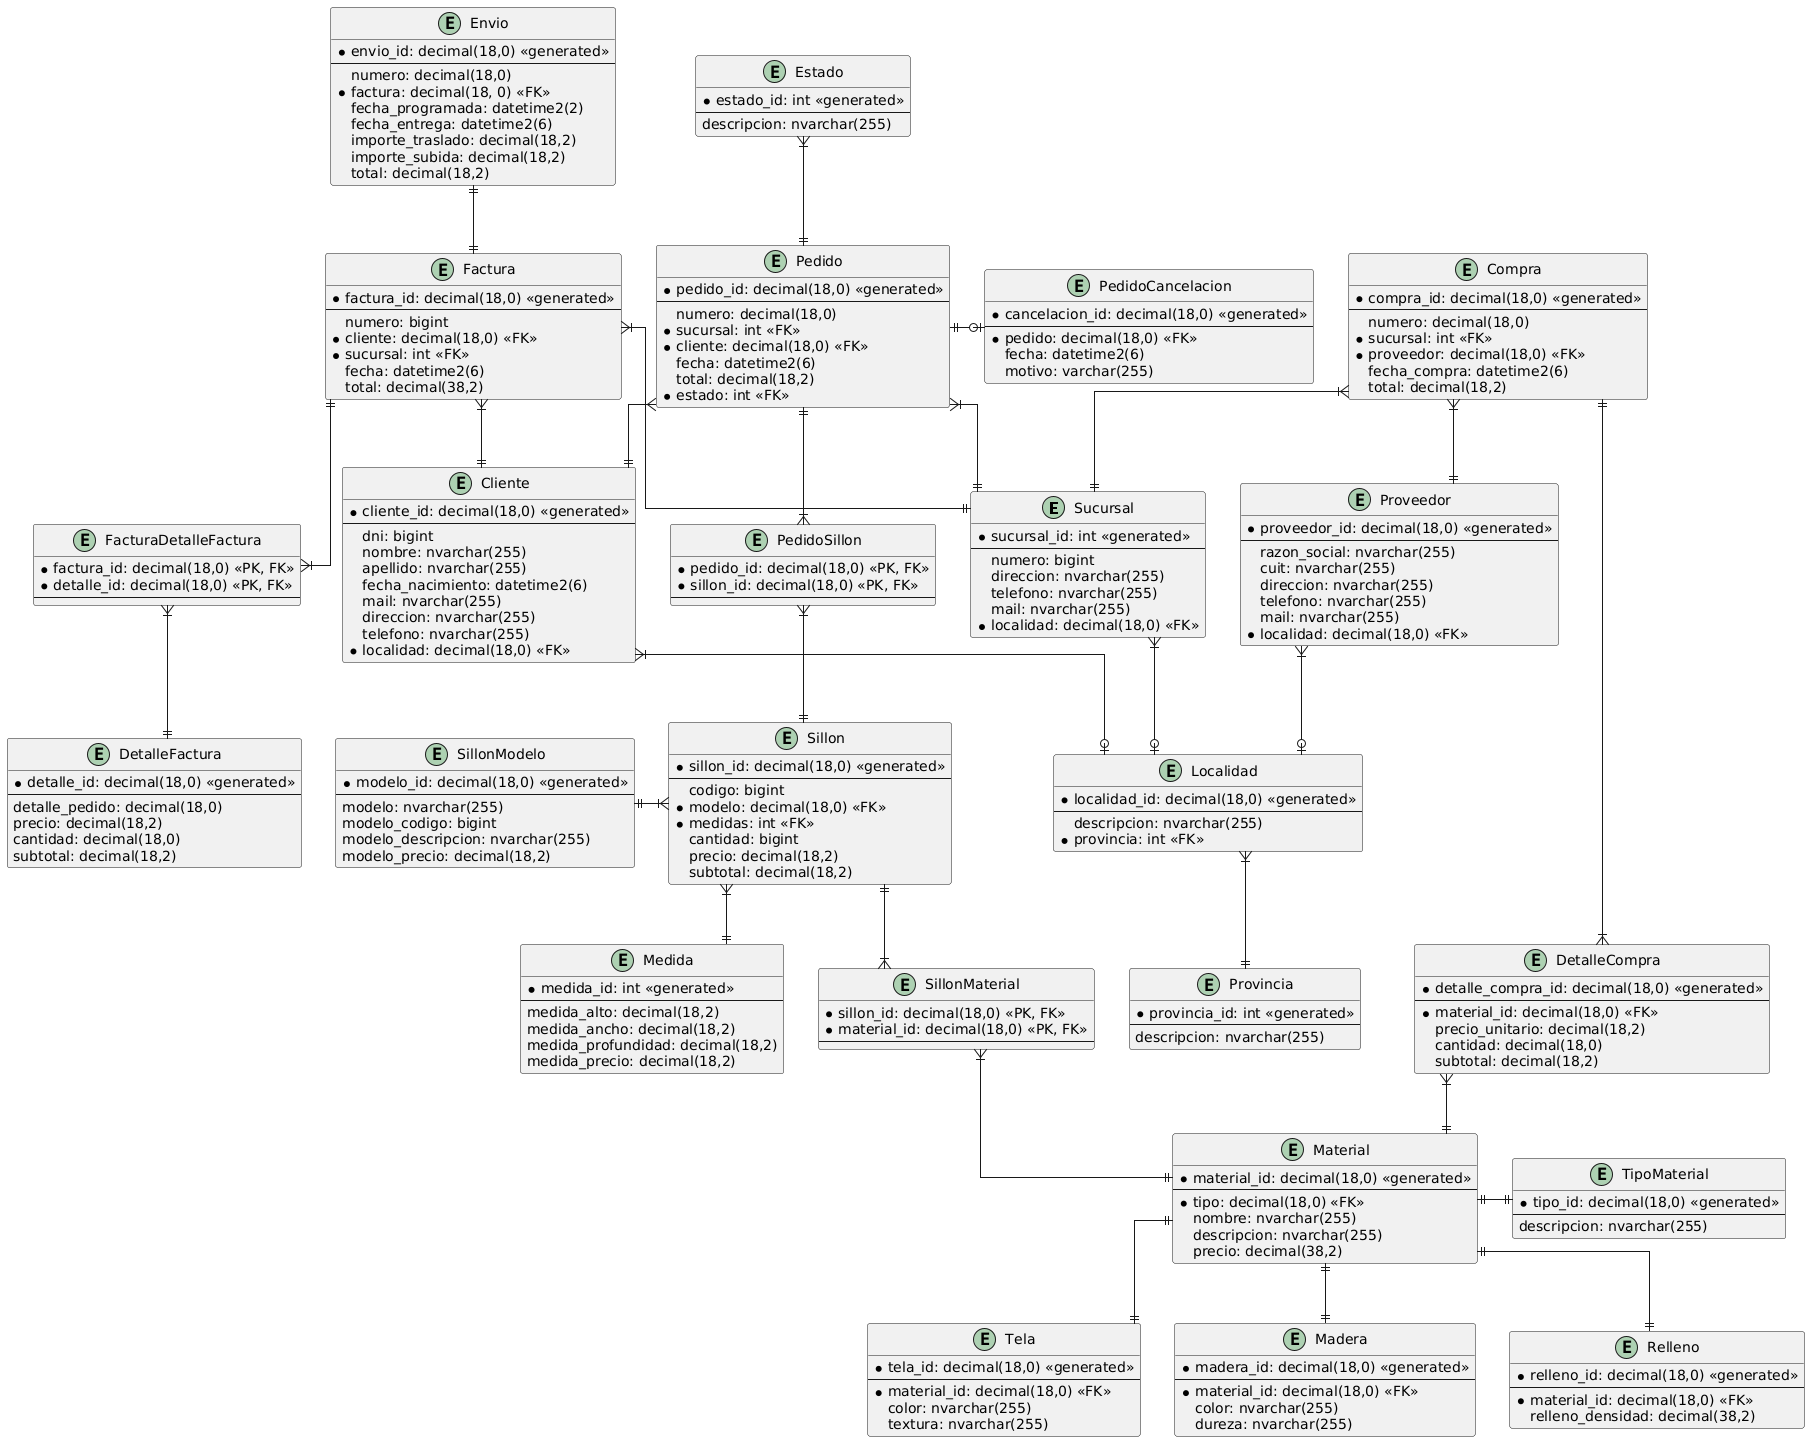 E Envio
envio_id: decimal(18,0) «generated»
numero: decimal(18,0)
factura: decimal(18, 0) «FK»
fecha_programada: datetime2(2)
fecha_entrega: datetime2(6)
importe_traslado: decimal(18,2)
importe_subida: decimal(18,2)
total: decimal(18,2)
E Estado
estado_id: int «generated»
descripcion: nvarchar(255)
E Factura
factura_id: decimal(18,0) «generated»
numero: bigint
cliente: decimal(18,0) «FK»
sucursal: int «FK»
fecha: datetime2(6)
total: decimal(38,2)
E Pedido
pedido_id: decimal(18,0) «generated»
numero: decimal(18,0)
sucursal: int «FK»
cliente: decimal(18,0) «FK»
fecha: datetime2(6)
total: decimal(18,2)
estado: int «FK»
E PedidoCancelacion
cancelacion_id: decimal(18,0) «generated»
pedido: decimal(18,0) «FK»
fecha: datetime2(6)
motivo: varchar(255)
E Compra
compra_id: decimal(18,0) «generated»
numero: decimal(18,0)
sucursal: int «FK»
proveedor: decimal(18,0) «FK»
fecha_compra: datetime2(6)
total: decimal(18,2)
E FacturaDetalleFactura
factura_id: decimal(18,0) «PK, FK»
detalle_id: decimal(18,0) «PK, FK»
E Cliente
cliente_id: decimal(18,0) «generated»
dni: bigint
nombre: nvarchar(255)
apellido: nvarchar(255)
fecha_nacimiento: datetime2(6)
mail: nvarchar(255)
direccion: nvarchar(255)
telefono: nvarchar(255)
localidad: decimal(18,0) «FK»
E PedidoSillon
pedido_id: decimal(18,0) «PK, FK»
sillon_id: decimal(18,0) «PK, FK»
E Sucursal
sucursal_id: int «generated»
numero: bigint
direccion: nvarchar(255)
telefono: nvarchar(255)
mail: nvarchar(255)
localidad: decimal(18,0) «FK»
E Proveedor
proveedor_id: decimal(18,0) «generated»
razon_social: nvarchar(255)
cuit: nvarchar(255)
direccion: nvarchar(255)
telefono: nvarchar(255)
mail: nvarchar(255)
localidad: decimal(18,0) «FK»
E DetalleFactura
detalle_id: decimal(18,0) «generated»
detalle_pedido: decimal(18,0)
precio: decimal(18,2)
cantidad: decimal(18,0)
subtotal: decimal(18,2)
E SillonModelo
modelo_id: decimal(18,0) «generated»
modelo: nvarchar(255)
modelo_codigo: bigint
modelo_descripcion: nvarchar(255)
modelo_precio: decimal(18,2)
E Sillon
sillon_id: decimal(18,0) «generated»
codigo: bigint
modelo: decimal(18,0) «FK»
medidas: int «FK»
cantidad: bigint
precio: decimal(18,2)
subtotal: decimal(18,2)
E Localidad
localidad_id: decimal(18,0) «generated»
descripcion: nvarchar(255)
provincia: int «FK»
E Medida
medida_id: int «generated»
medida_alto: decimal(18,2)
medida_ancho: decimal(18,2)
medida_profundidad: decimal(18,2)
medida_precio: decimal(18,2)
E SillonMaterial
sillon_id: decimal(18,0) «PK, FK»
material_id: decimal(18,0) «PK, FK»
E Provincia
provincia_id: int «generated»
descripcion: nvarchar(255)
E DetalleCompra
detalle_compra_id: decimal(18,0) «generated»
material_id: decimal(18,0) «FK»
precio_unitario: decimal(18,2)
cantidad: decimal(18,0)
subtotal: decimal(18,2)
E Material
material_id: decimal(18,0) «generated»
tipo: decimal(18,0) «FK»
nombre: nvarchar(255)
descripcion: nvarchar(255)
precio: decimal(38,2)
E TipoMaterial
tipo_id: decimal(18,0) «generated»
descripcion: nvarchar(255)
E Tela
tela_id: decimal(18,0) «generated»
material_id: decimal(18,0) «FK»
color: nvarchar(255)
textura: nvarchar(255)
E Madera
madera_id: decimal(18,0) «generated»
material_id: decimal(18,0) «FK»
color: nvarchar(255)
dureza: nvarchar(255)
E Relleno
relleno_id: decimal(18,0) «generated»
material_id: decimal(18,0) «FK»
relleno_densidad: decimal(38,2)